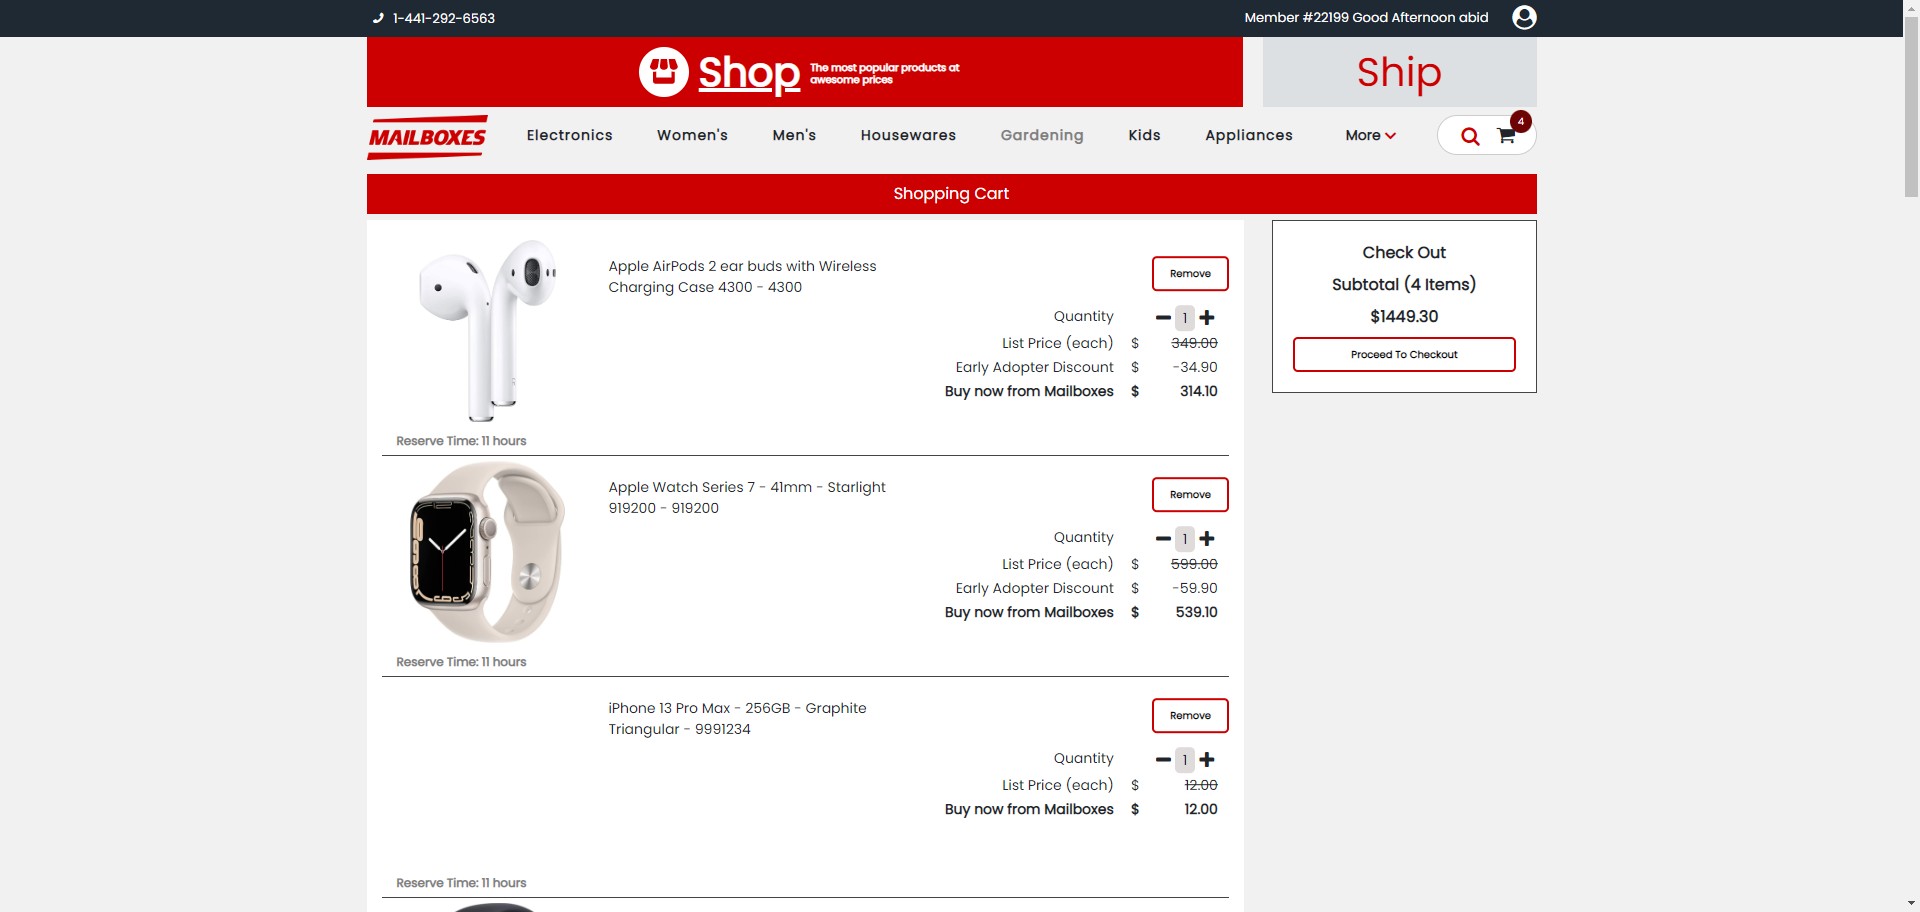 1-441-292-6563
Member #22199 Good Afternoon abid
Shop
The most popular products at
awesome prices
Ship
MAILBOXES
Electronics
Women's
Men's
Housewares
Gardening
Kids
Appliances
More
4
Shopping Cart
Apple AirPods 2 ear buds with Wireless
Charging Case 4300 - 4300
Remove
Quantity 1
List Price (each) $ 349.00
Early Adopter Discount $ -34.90
Buy now from Mailboxes $ 314.10
Reserve Time: 11 hours
Apple Watch Series 7 - 41mm - Starlight
919200 - 919200
Remove
Quantity 1
List Price (each) $ 599.00
Early Adopter Discount $ -59.90
Buy now from Mailboxes $ 539.10
Reserve Time: 11 hours
iPhone 13 Pro Max - 256GB - Graphite
Triangular - 9991234
Remove
Quantity 1
List Price (each) $ 12.00
Buy now from Mailboxes $ 12.00
Reserve Time: 11 hours
Check Out
Subtotal (4 Items)
$1449.30
Proceed To Checkout